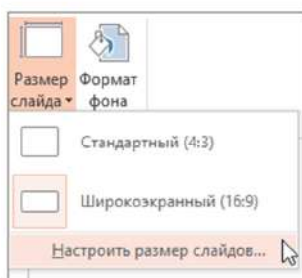 Размер Формат
слайда фона
Стандартный (4:3)
Широкоэкранный (16:9)
Настроить размер слайдов...